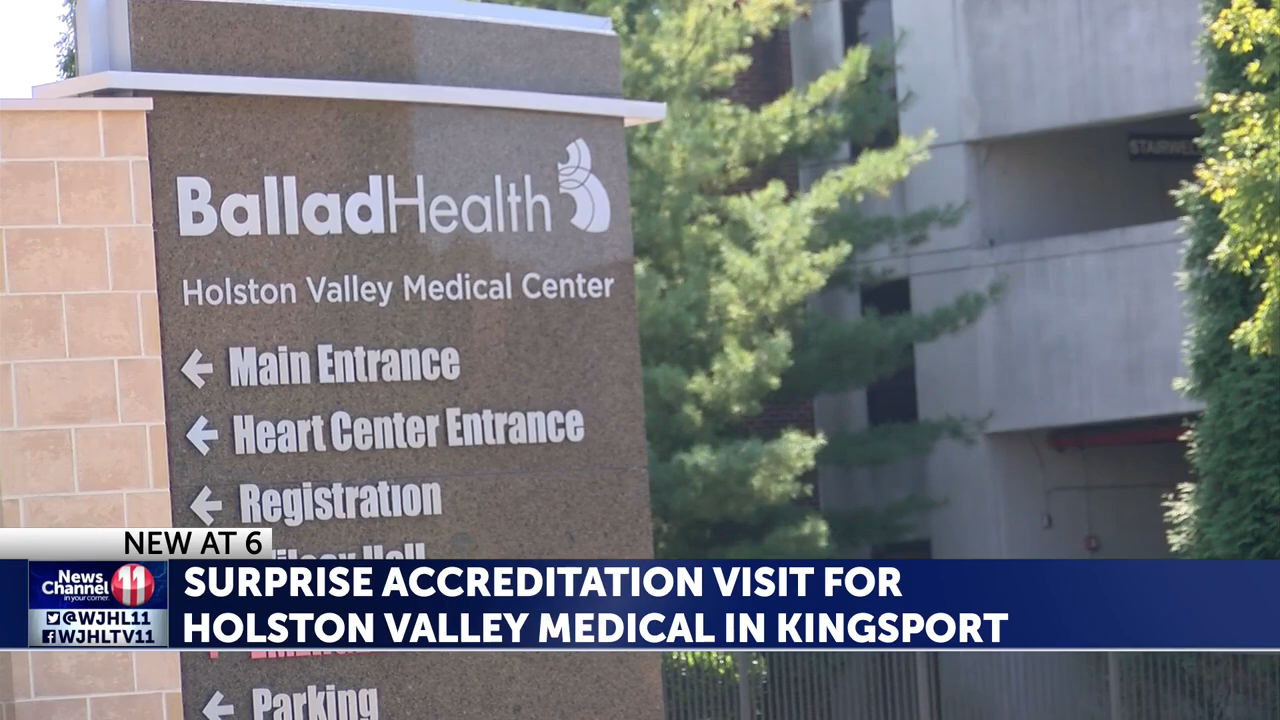 STAIRWELL
BalladHealth
Holston Valley Medical Center
Main Entrance
Heart Center Entrance
Registration
NEW AT 6
News
Channel 11
in your corner.
@WJHL11
WJHLTV11
SURPRISE ACCREDITATION VISIT FOR
HOLSTON VALLEY MEDICAL IN KINGSPORT
Parking